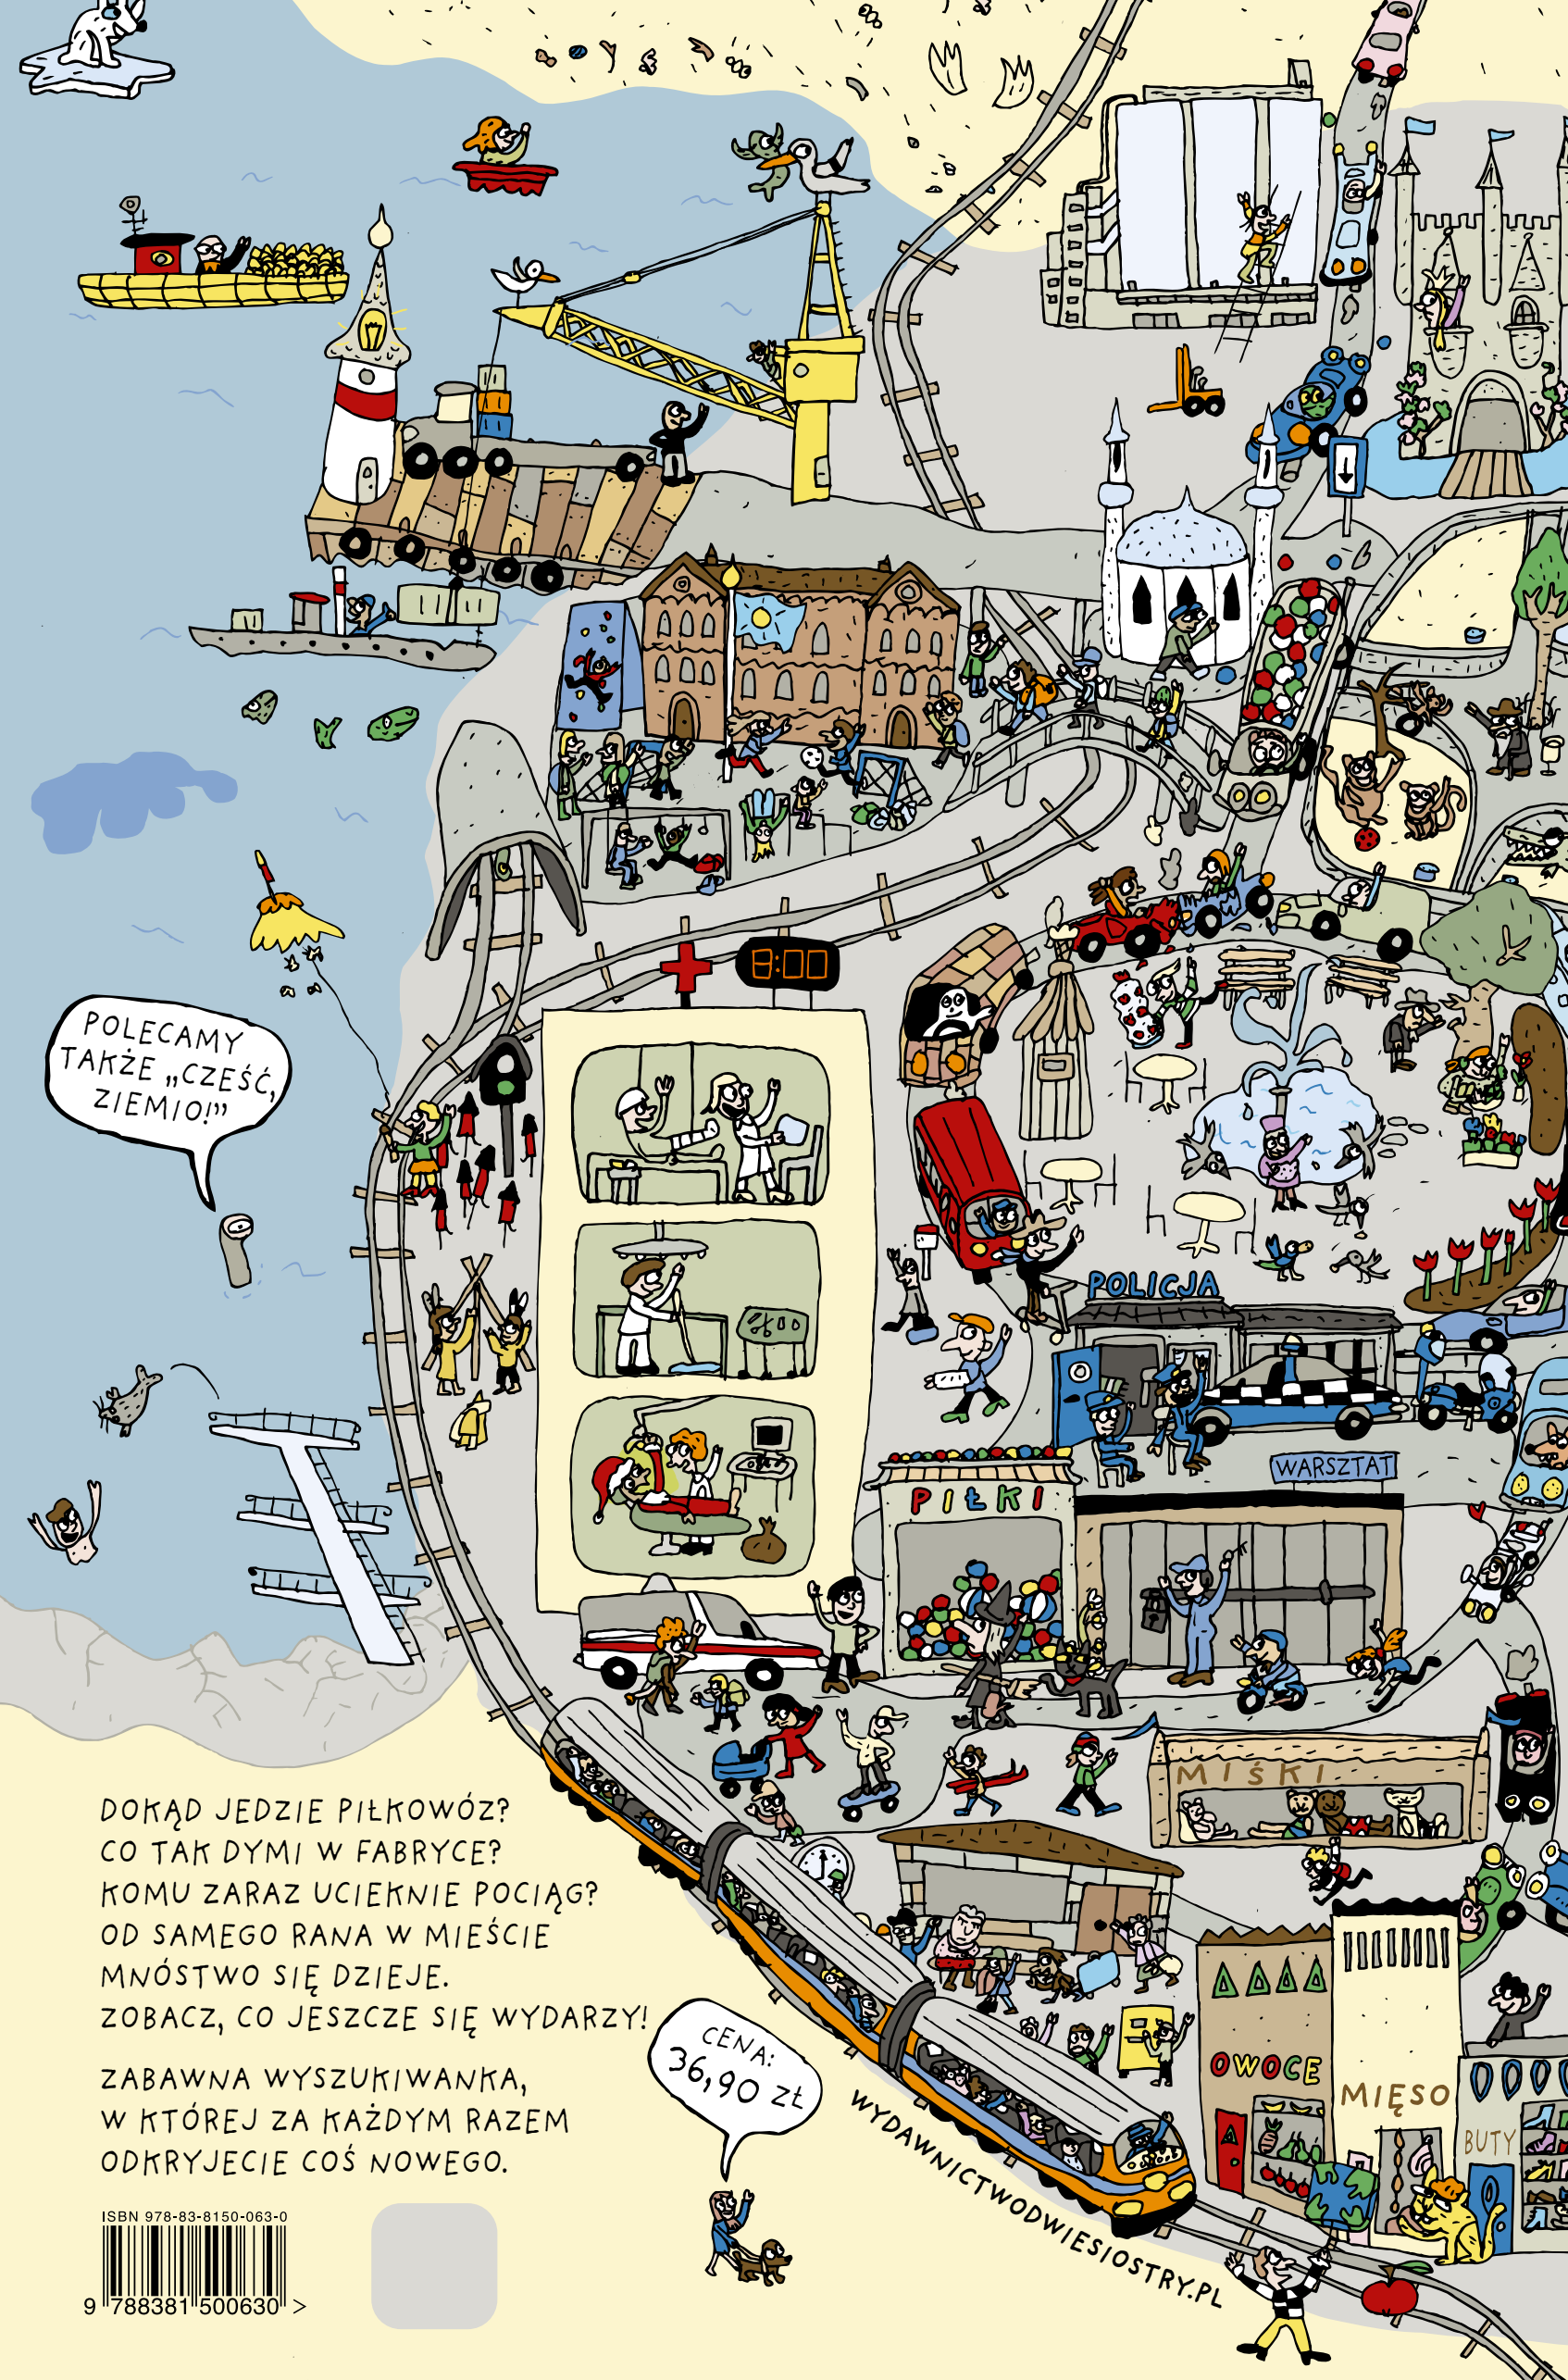 8:00
POLECAMY
TAKŻE „CZEŚĆ,
ZIEMIO!”
POLICJA
WARSZTAT
PIŁKI
MIŚKI
DOKĄD JEDZIE PIŁKOWÓZ?
CO TAK DYMI W FABRYCE?
KOMU ZARAZ UCIEKNIE POCIĄG?
OD SAMEGO RANA W MIEŚCIE
MNÓSTWO SIĘ DZIEJE.
ZOBACZ, CO JESZCZE SIĘ WYDARZY!
ZABAWNA WYSZUKIWANKA,
W KTÓREJ ZA KAŻDYM RAZEM
ODKRYJECIE COŚ NOWEGO.
CENA:
36,90 ZŁ
OWOCE
MIĘSO
BUTY
WYDAWNICTWODWIESIOSTRY.PL
ISBN 978-83-8150-063-0
9 788381 500630 >